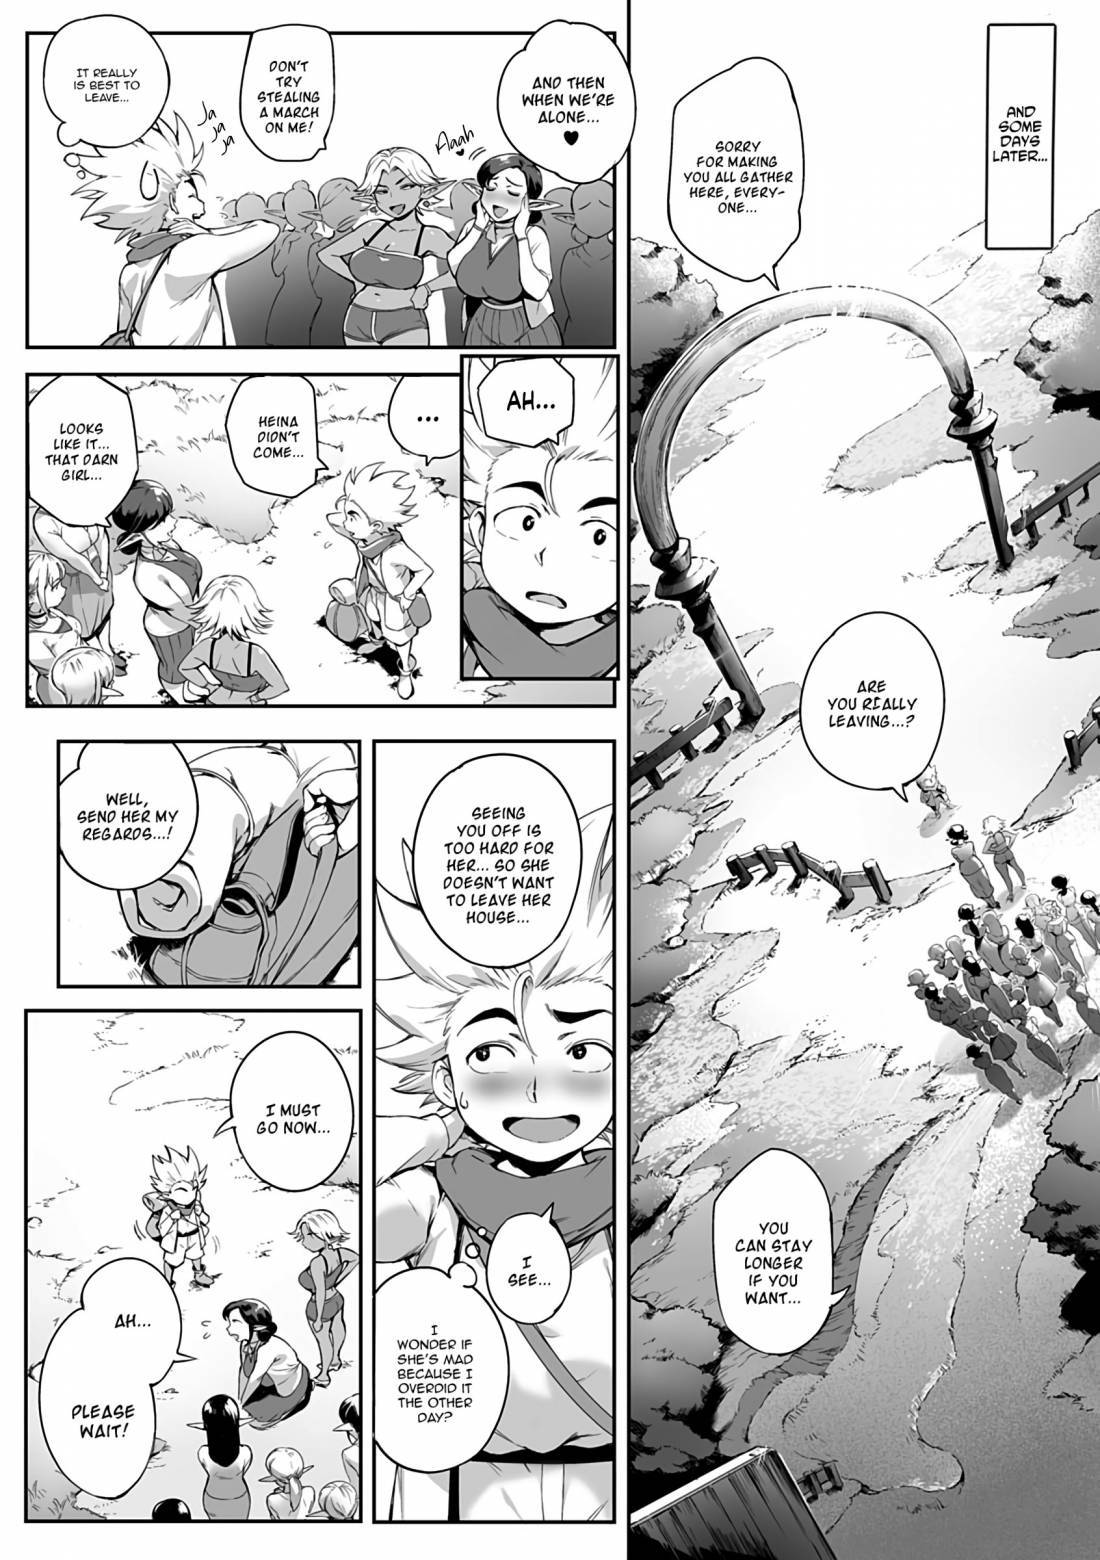 AND
SOME
DAYS
LATER...
SORRY
FOR MAKING
YOU ALL GATHER
HERE, EVERY-
ONE...
ARE
YOU RIALLY
LEAVING...?
YOU
CAN STAY
LONGER
IF YOU
WANT...
AND THEN
WHEN WE'RE
ALONE...
♥
Aaah
♥
DON'T
TRY
STEALING
A MARCH
ON ME!
Ja
ja
ja
IT REALLY
IS BEST TO
LEAVE...
AH...
...
HEINA
DIDN'T
COME...
LOOKS
LIKE IT...
THAT DARN
GIRL...
SEEING
YOU OFF IS
TOO HARD FOR
HER... SO SHE
DOESN'T WANT
TO LEAVE HER
HOUSE...
I
SEE...
I
WONDER IF
SHE'S MAD
BECAUSE I
OVERDID IT
THE OTHER
DAY?
WELL,
SEND HER MY
REGARDS...!
I MUST
GO NOW...
AH...
PLEASE
WAIT!